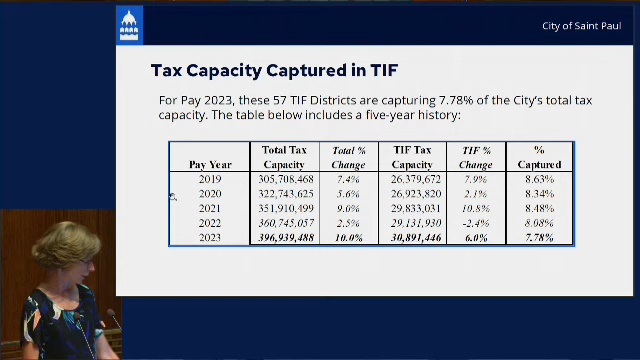 City of Saint Paul
Tax Capacity Captured in TIF
For Pay 2023, these 57 TIF Districts are capturing 7.78% of the City's total tax
capacity. The table below includes a five-year history:
Total Tax Total % TIF Tax TIF % %
Pay Year Capacity Change Capacity Change Captured
2019 305,708,468 7.4% 26,379,672 7.9% 8.63%
2020 322,743,625 5.6% 26,923,820 2.1% 8.34%
2021 351,910,499 9.0% 29,833,031 10.8% 8.48%
2022 360,745,057 2.5% 29,131,930 -2.4% 8.08%
2023 396,939,488 10.0% 30,891,446 6.0% 7.78%